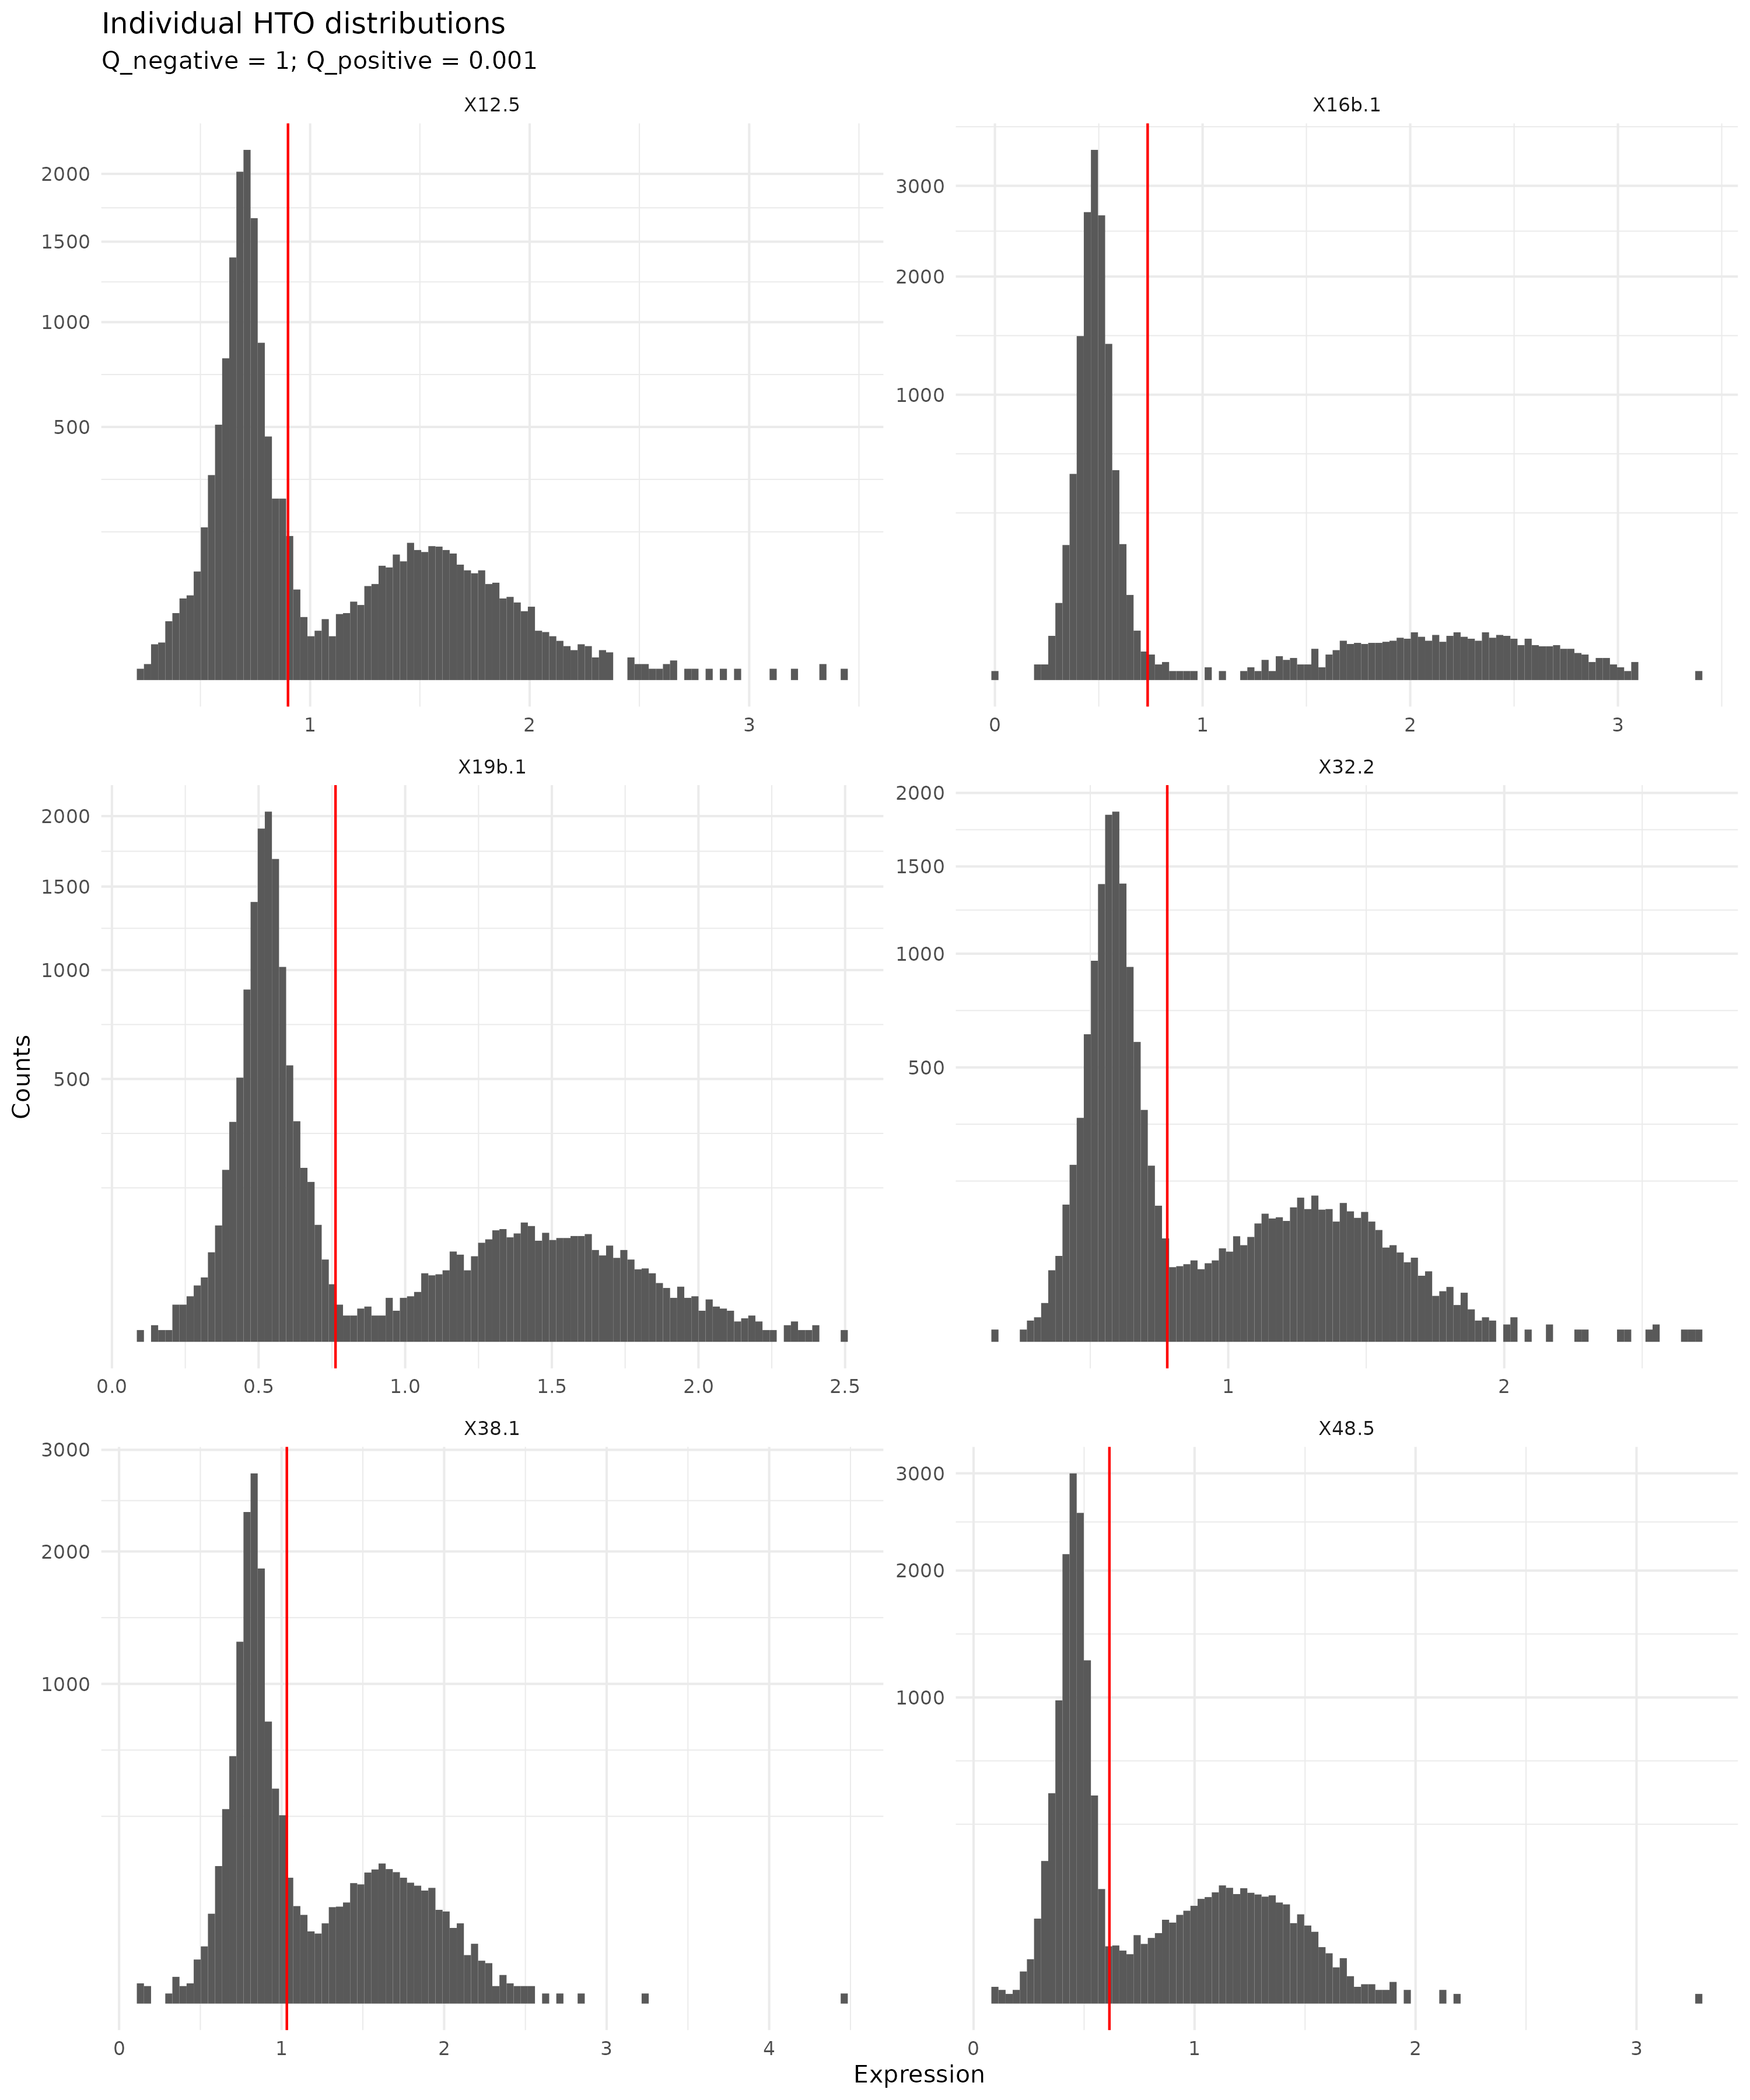 Individual HTO distributions
Q_negative = 1; Q_positive = 0.001
X12.5
2000
1500
1000
500
1 2 3
X16b.1
3000
2000
1000
0 1 2 3
X19b.1
2000
1500
1000
500
0.0 0.5 1.0 1.5 2.0 2.5
X32.2
2000
1500
1000
500
1 2
X38.1
3000
2000
1000
0 1 2 3 4
X48.5
3000
2000
1000
0 1 2 3
Counts
Expression